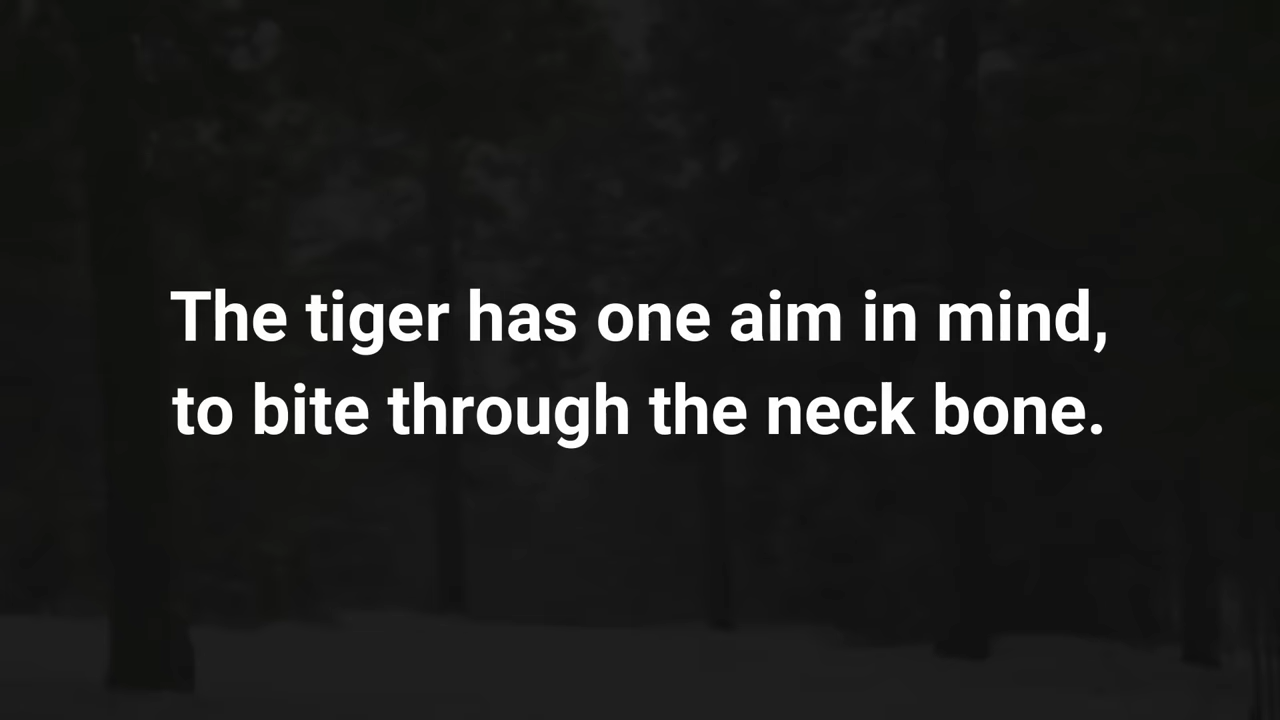 The tiger has one aim in mind,
to bite through the neck bone.